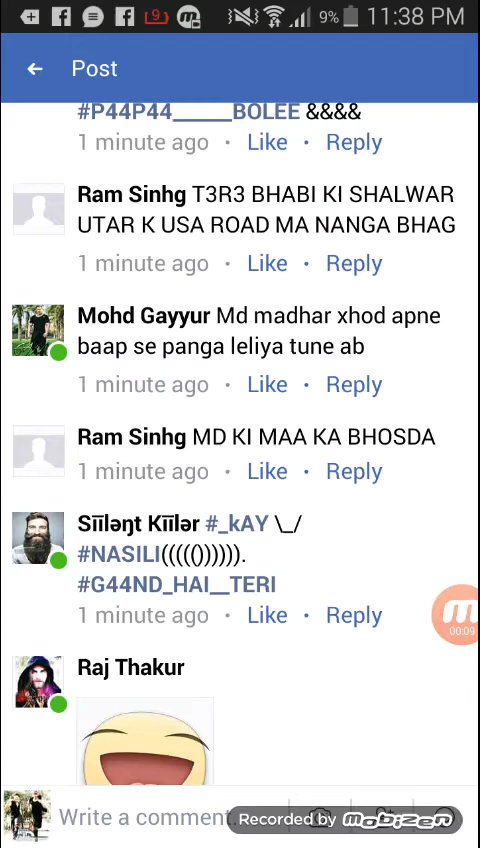 9% 11:38 PM
Post
#P44P44______BOLEE &&&&
1 minute ago · Like · Reply
Ram Sinhg T3R3 BHABI KI SHALWAR
UTAR K USA ROAD MA NANGA BHAG
1 minute ago · Like · Reply
Mohd Gayyur Md madhar xhod apne
baap se panga leliya tune ab
1 minute ago · Like · Reply
Ram Sinhg MD KI MAA KA BHOSDA
1 minute ago · Like · Reply
Sīīləŋt Kīīlər #_kAY \_/
#NASILI((((()))))).
#G44ND_HAI__TERI
1 minute ago · Like · Reply
00:09
Raj Thakur
Write a comment.
Recorded by mobizen